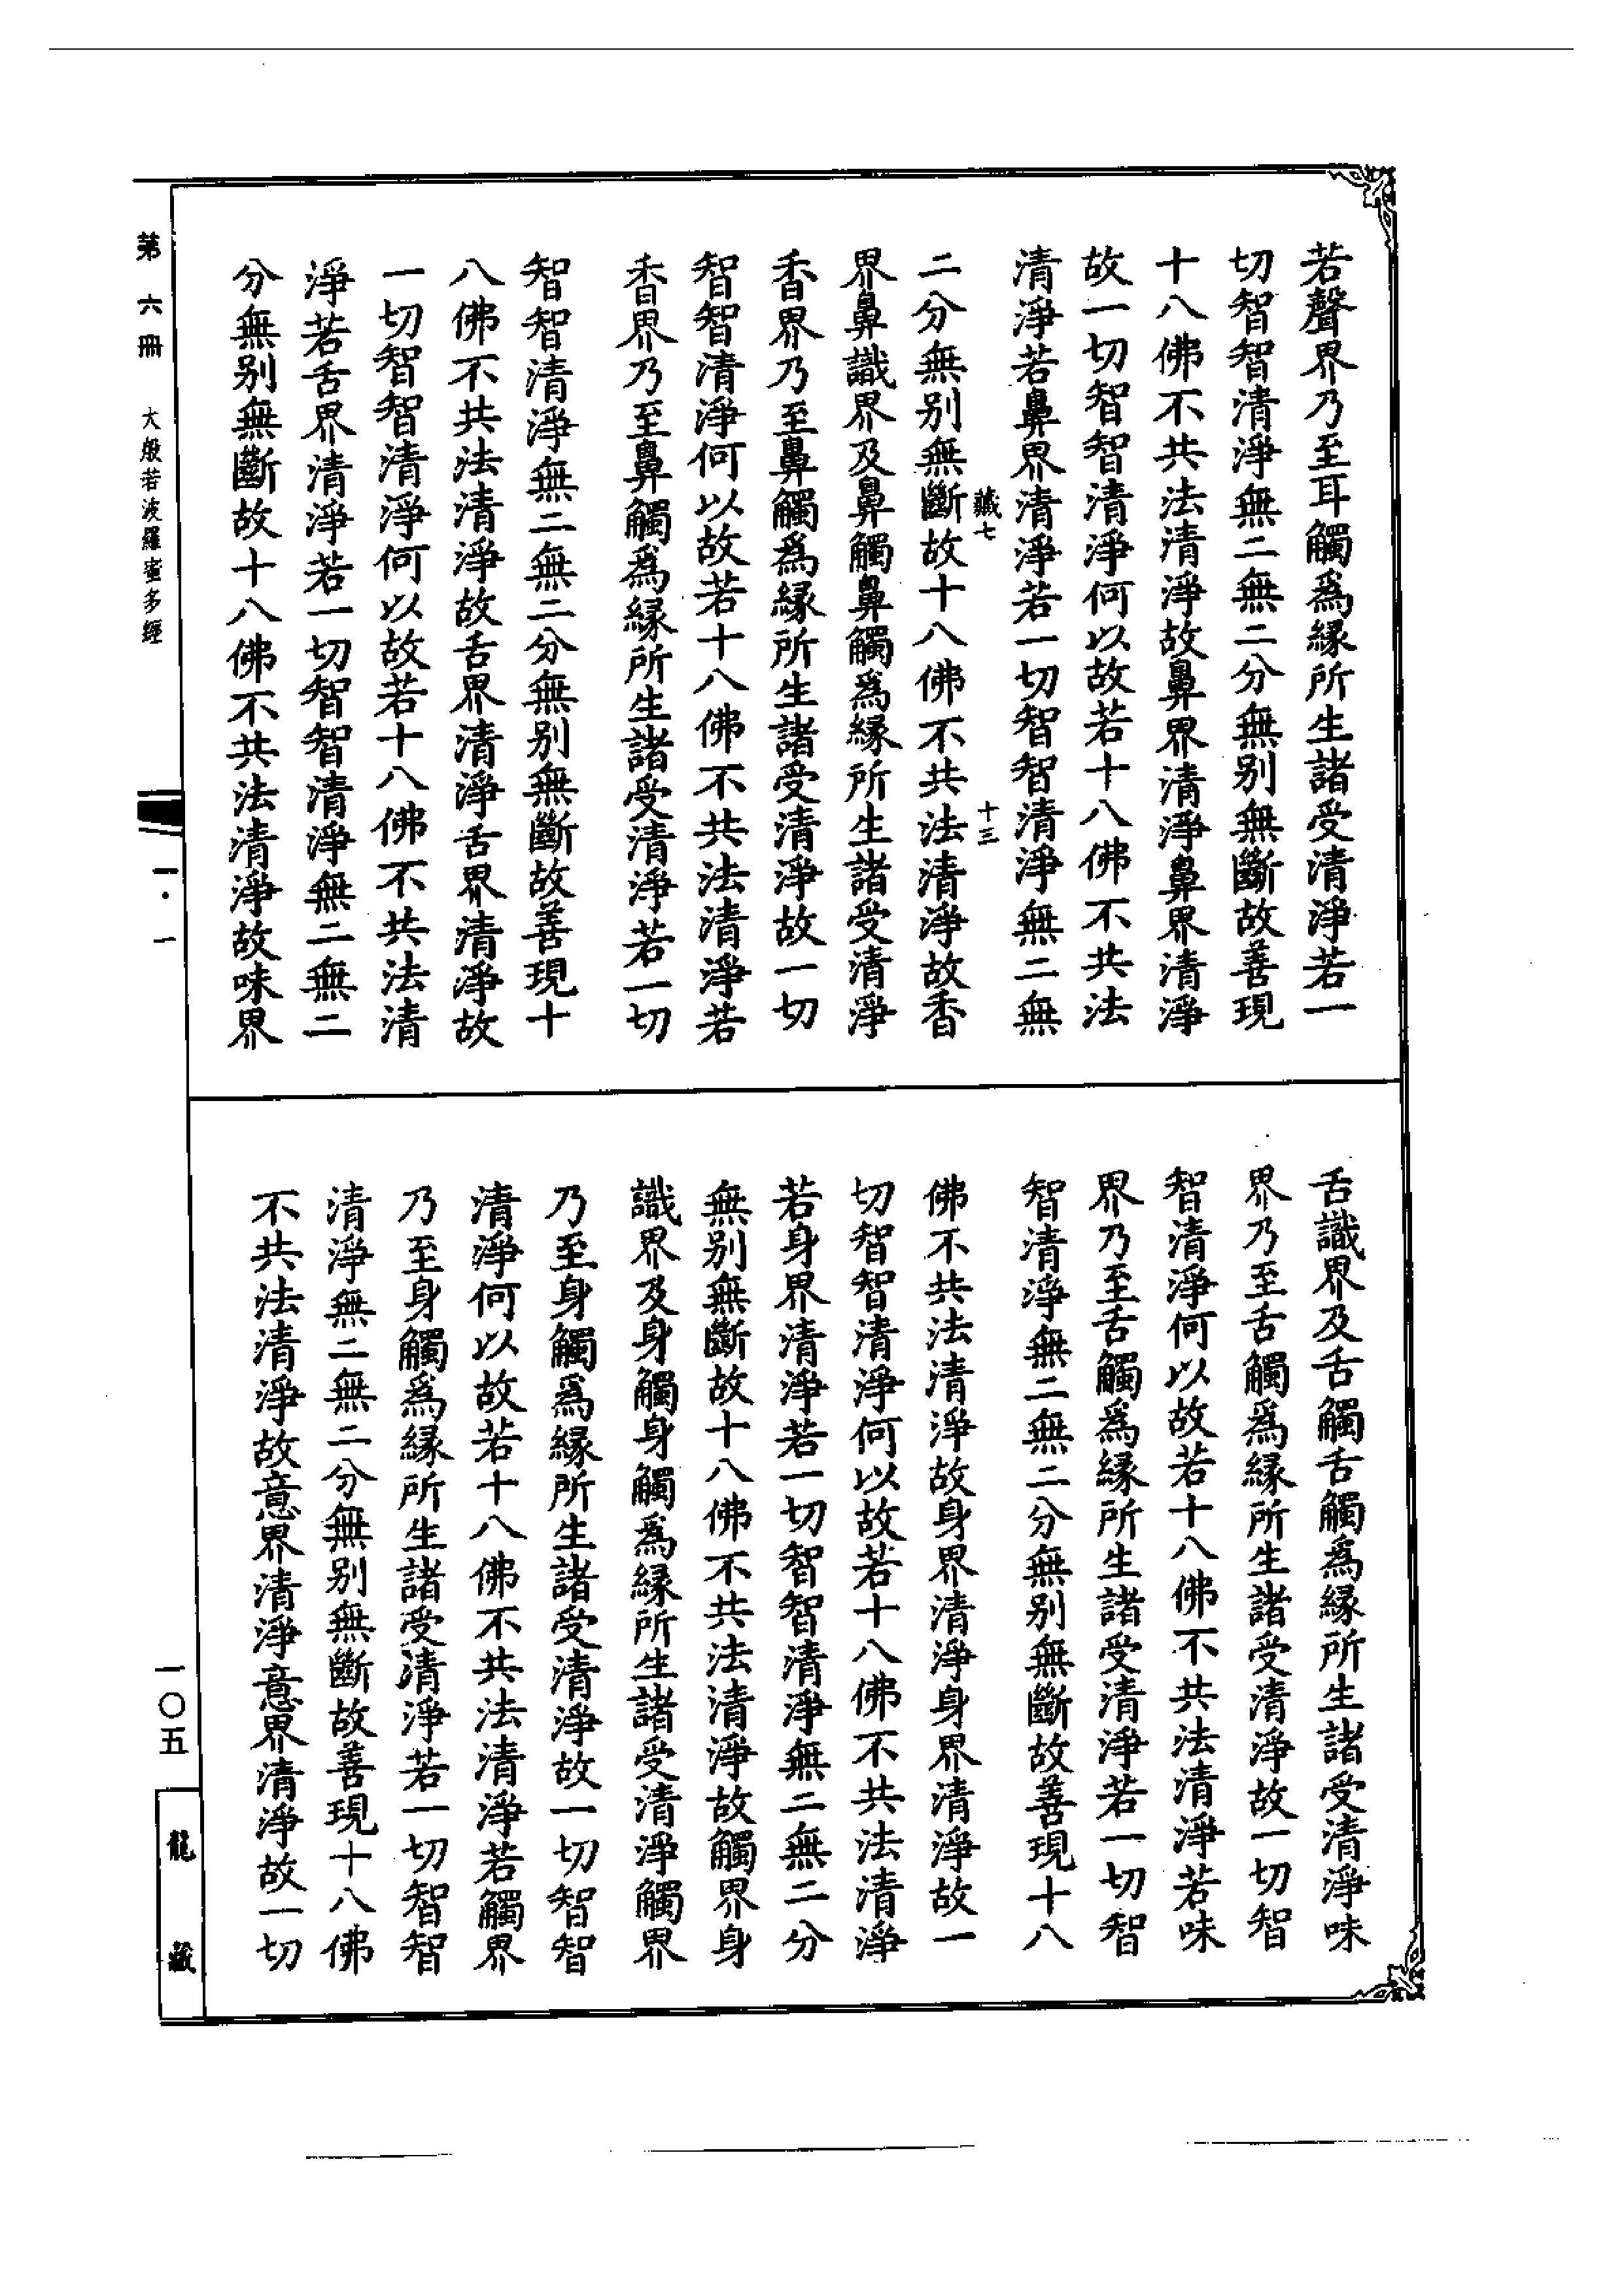 若聲界乃至耳觸爲緣所生諸受清淨若一
切智智清淨無二無二分無别無斷故善現
十八佛不共法清淨故鼻界清淨鼻界清淨
故一切智智清淨何以故若十八佛不共法
清淨若鼻界清淨若一切智智清淨無二無
藏七 十三
二分無别無斷故十八佛不共法清淨故香
界鼻識界及鼻觸鼻觸爲緣所生諸受清淨
香界乃至鼻觸爲緣所生諸受清淨故一切
智智清淨何以故若十八佛不共法清淨若
香界乃至鼻觸爲緣所生諸受清淨若一切
智智清淨無二無二分無别無斷故善現十
八佛不共法清淨故舌界清淨舌界清淨故
一切智智清淨何以故若十八佛不共法清
淨若舌界清淨若一切智智清淨無二無二
分無别無斷故十八佛不共法清淨故味界
舌識界及舌觸舌觸爲緣所生諸受清淨味
界乃至舌觸爲緣所生諸受清淨故一切智
智清淨何以故若十八佛不共法清淨若味
界乃至舌觸爲緣所生諸受清淨若一切智
智清淨無二無二分無别無斷故善現十八
佛不共法清淨故身界清淨身界清淨故一
切智智清淨何以故若十八佛不共法清淨
若身界清淨若一切智智清淨無二無二分
無别無斷故十八佛不共法清淨故觸界身
識界及身觸身觸爲緣所生諸受清淨觸界
乃至身觸爲緣所生諸受清淨故一切智智
清淨何以故若十八佛不共法清淨若觸界
乃至身觸爲緣所生諸受清淨若一切智智
清淨無二無二分無别無斷故善現十八佛
不共法清淨故意界清淨意界清淨故一切
第六冊 大般若波羅蜜多經
一·一
一〇五
龍藏